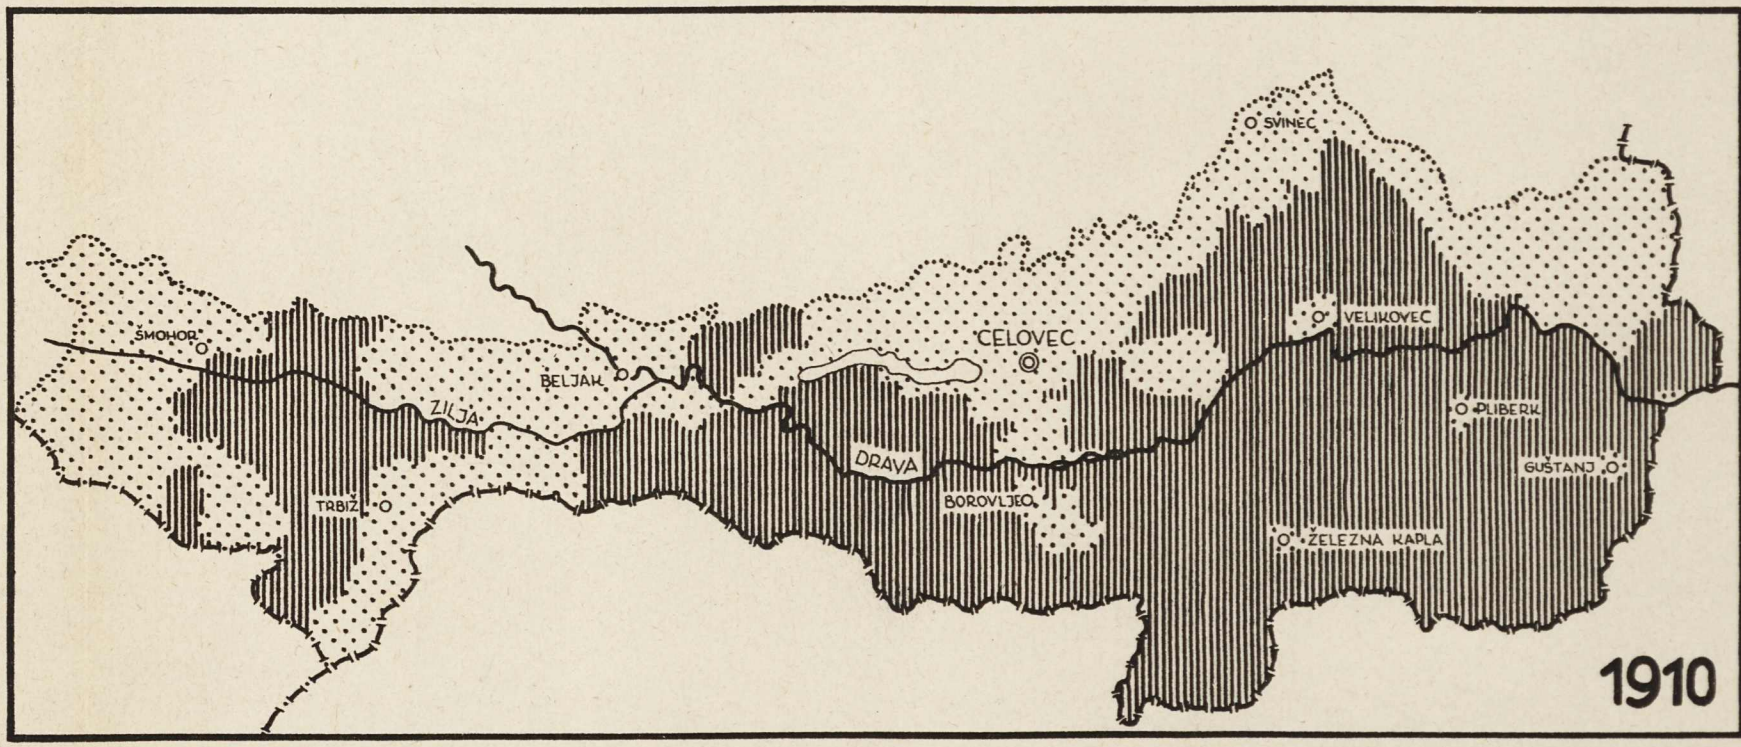 I
SVINEC
ŠMOHOR
CELOVEC
VELIKOVEC
BELJAK
ZILJA
PLIBERK
DRAVA
GUŠTANJ
TRBIŽ
BOROVLJE
ŽELEZNA KAPLA
1910